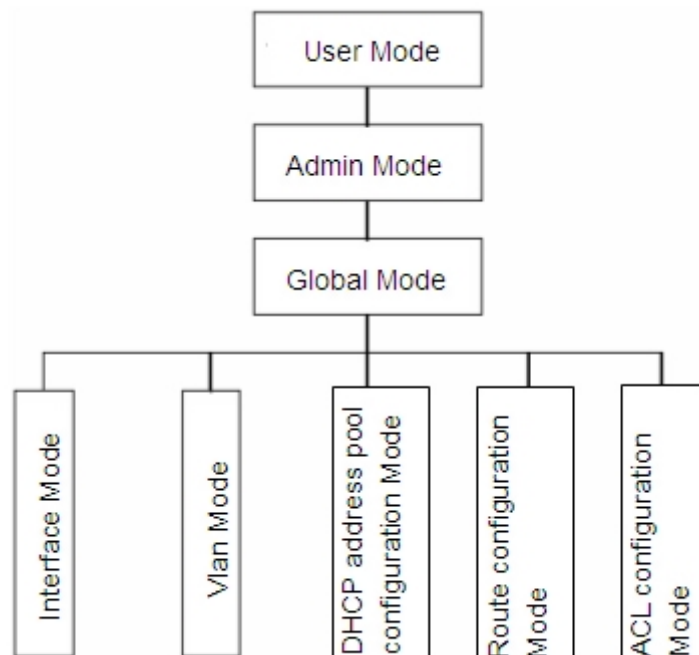 User Mode
Admin Mode
Global Mode
Interface Mode
Vlan Mode
DHCP address pool
configuration Mode
Route configuration
Mode
ACL configuration
Mode